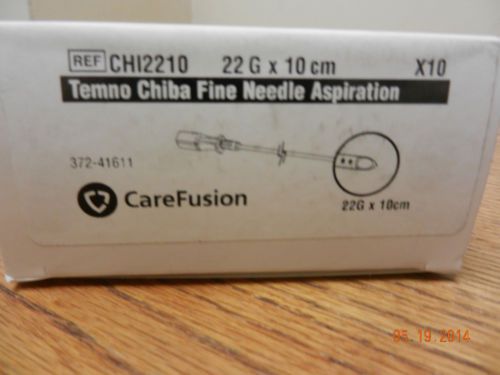 REF CHI2210 22 G x 10 cm X10
Temno Chiba Fine Needle Aspiration
372-41611
CareFusion
22G x 10cm
05.19.2014